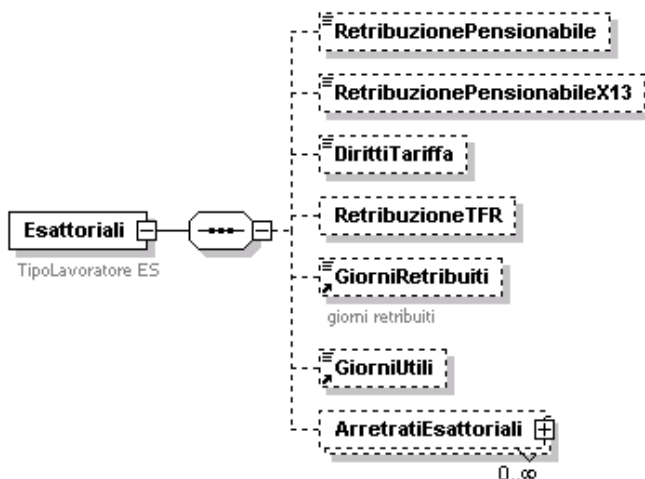 RetribuzionePensionabile
RetribuzionePensionabileX13
DirittiTariffa
Esattoriali
TipoLavoratore ES
RetribuzioneTFR
GiorniRetribuiti
giorni retribuiti
GiorniUtili
ArretratiEsattoriali
0..∞